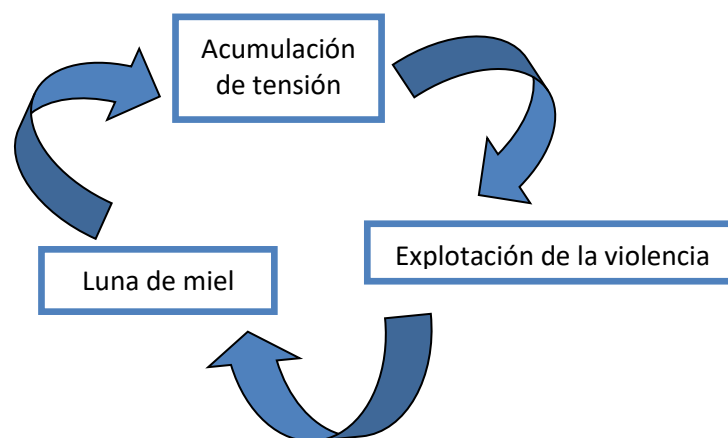 Acumulación
de tensión
Explotación de la violencia
Luna de miel